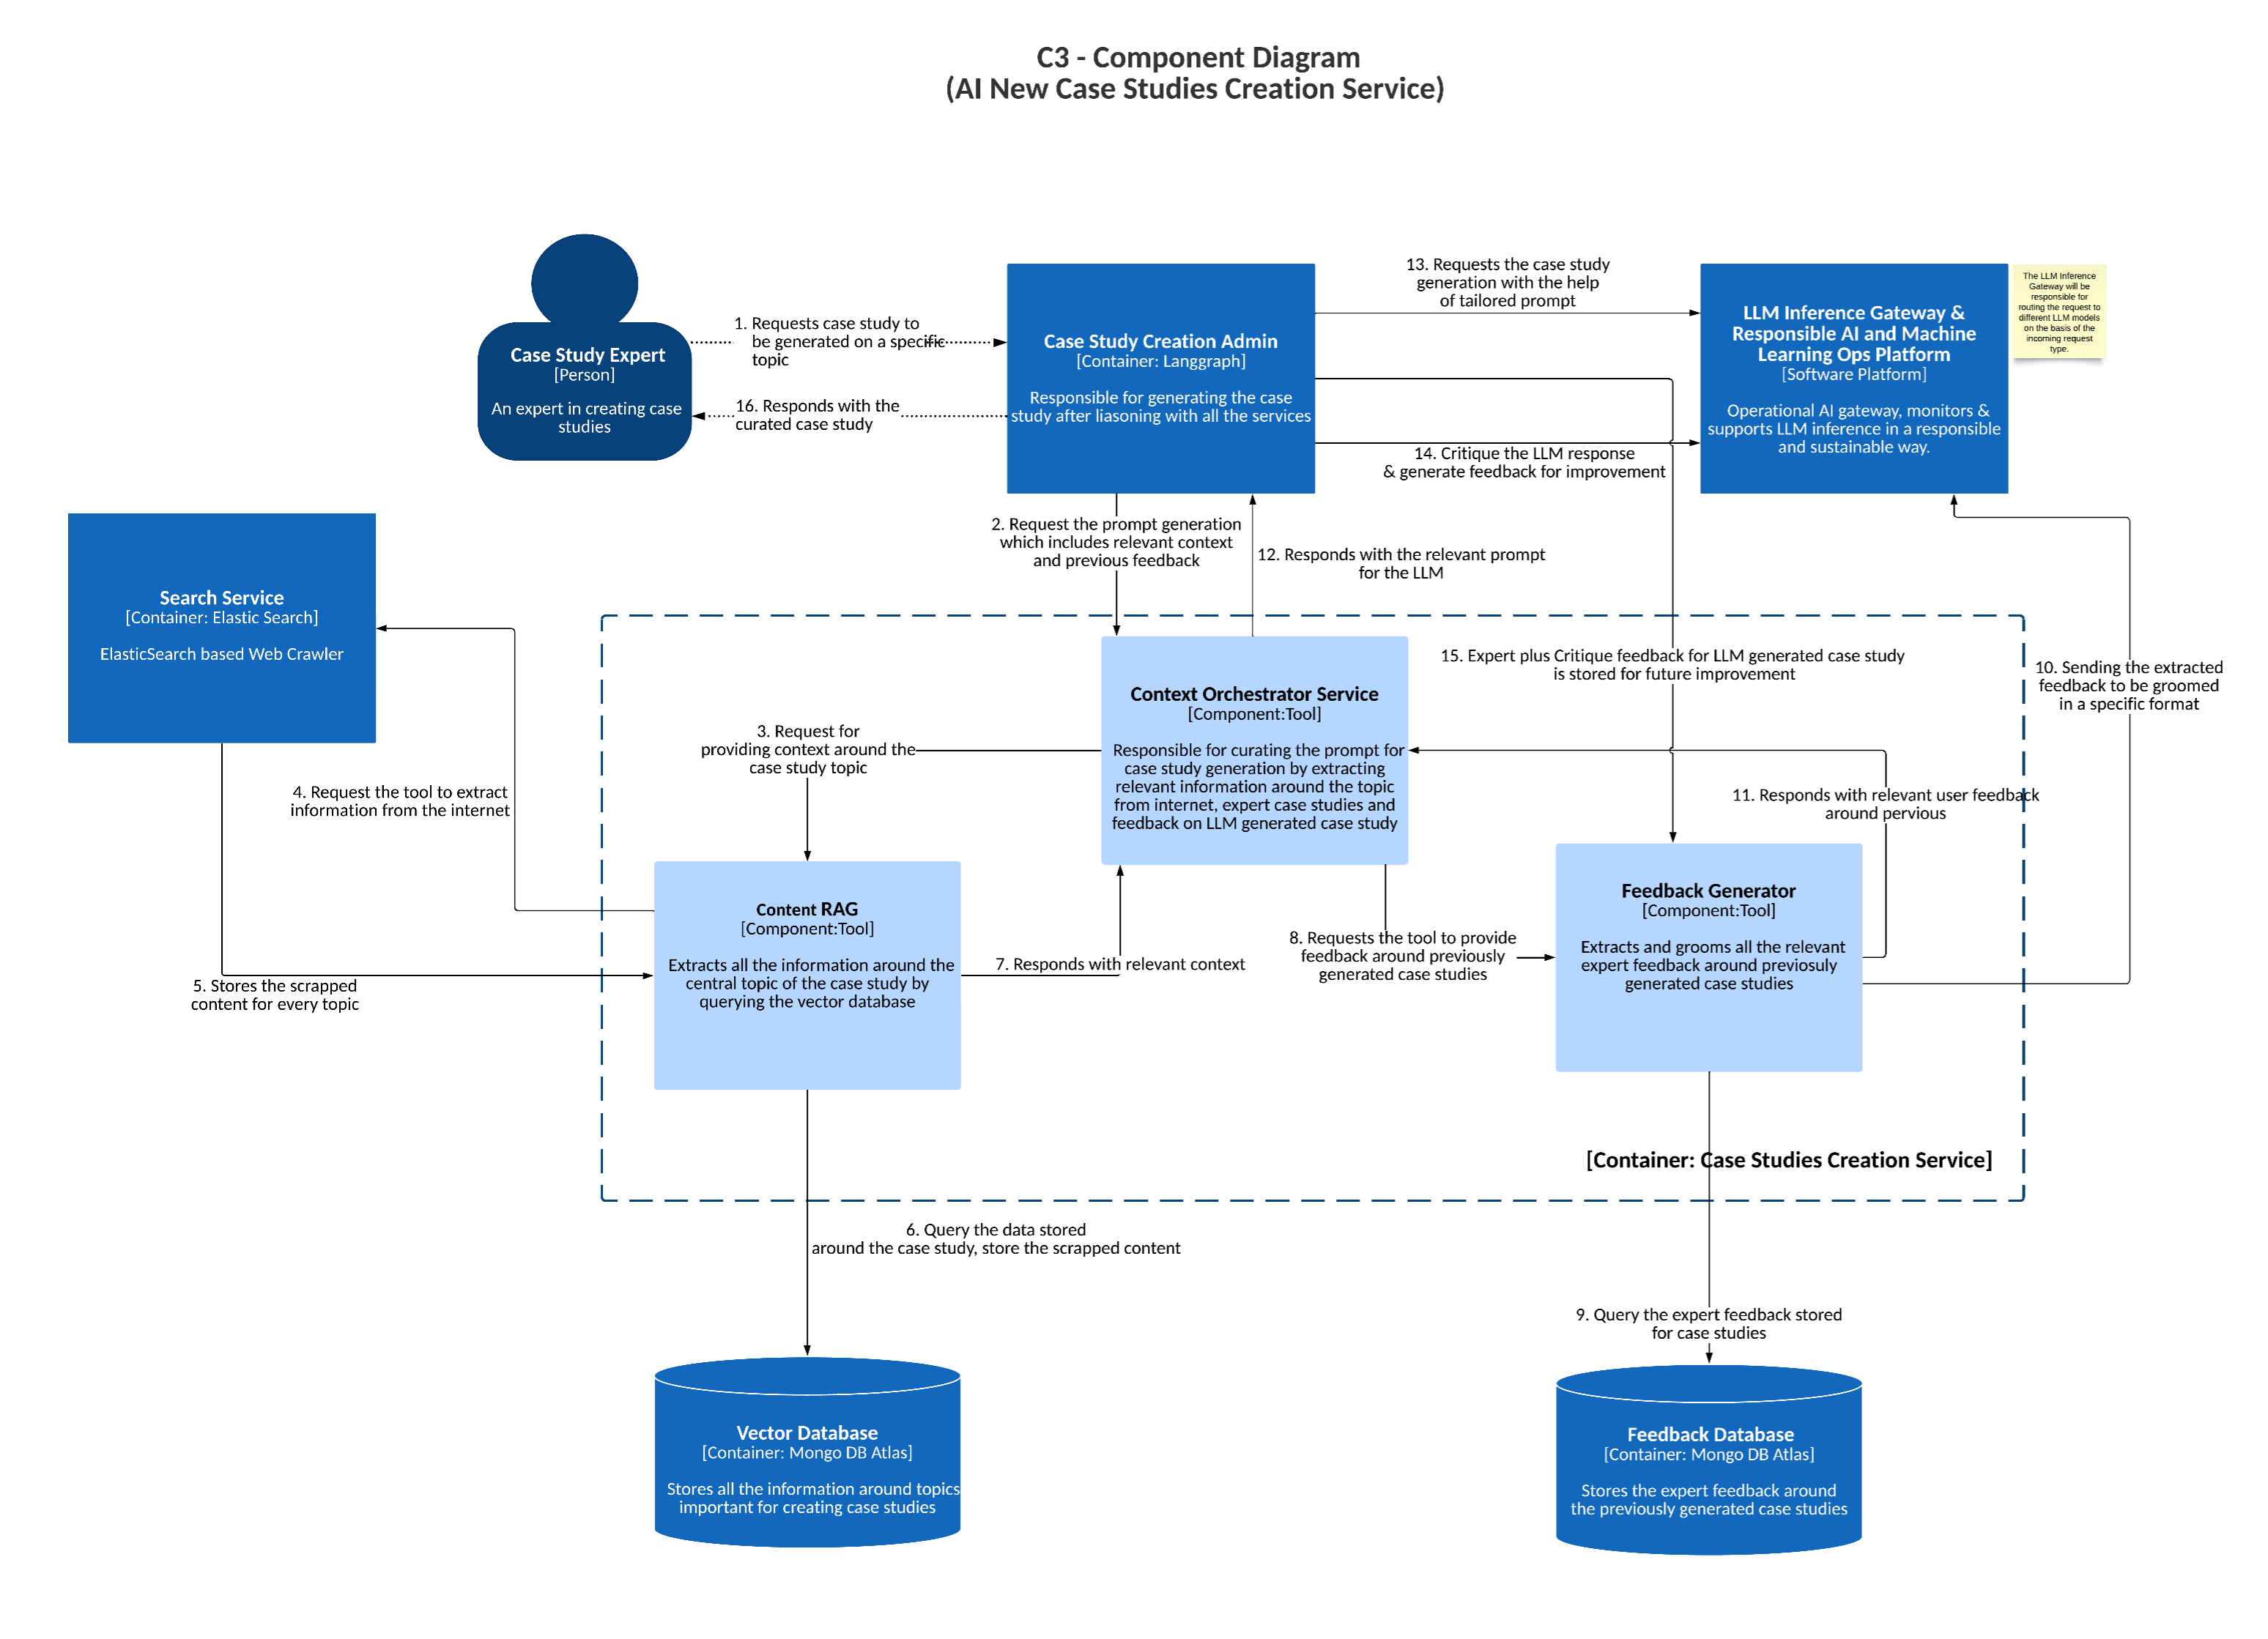 C3 - Component Diagram
(AI New Case Studies Creation Service)
Case Study Expert
[Person]
An expert in creating case
studies
1. Requests case study to
be generated on a specific
topic
16. Responds with the
curated case study
Case Study Creation Admin
[Container: Langgraph]
Responsible for generating the case
study after liasoning with all the services
13. Requests the case study
generation with the help
of tailored prompt
14. Critique the LLM response
& generate feedback for improvement
LLM Inference Gateway &
Responsible AI and Machine
Learning Ops Platform
[Software Platform]
Operational AI gateway, monitors &
supports LLM inference in a responsible
and sustainable way.
The LLM Inference
Gateway will be
responsible for
routing the request to
different LLM models
on the basis of the
incoming request
type.
2. Request the prompt generation
which includes relevant context
and previous feedback
12. Responds with the relevant prompt
for the LLM
Search Service
[Container: Elastic Search]
ElasticSearch based Web Crawler
15. Expert plus Critique feedback for LLM generated case study
is stored for future improvement
10. Sending the extracted
feedback to be groomed
in a specific format
Context Orchestrator Service
[Component:Tool]
Responsible for curating the prompt for
case study generation by extracting
relevant information around the topic
from internet, expert case studies and
feedback on LLM generated case study
3. Request for
providing context around the
case study topic
4. Request the tool to extract
information from the internet
11. Responds with relevant user feedback
around pervious
Content RAG
[Component:Tool]
Extracts all the information around the
central topic of the case study by
querying the vector database
7. Responds with relevant context
8. Requests the tool to provide
feedback around previously
generated case studies
Feedback Generator
[Component:Tool]
Extracts and grooms all the relevant
expert feedback around previosuly
generated case studies
5. Stores the scrapped
content for every topic
[Container: Case Studies Creation Service]
6. Query the data stored
around the case study, store the scrapped content
9. Query the expert feedback stored
for case studies
Vector Database
[Container: Mongo DB Atlas]
Stores all the information around topics
important for creating case studies
Feedback Database
[Container: Mongo DB Atlas]
Stores the expert feedback around
the previously generated case studies